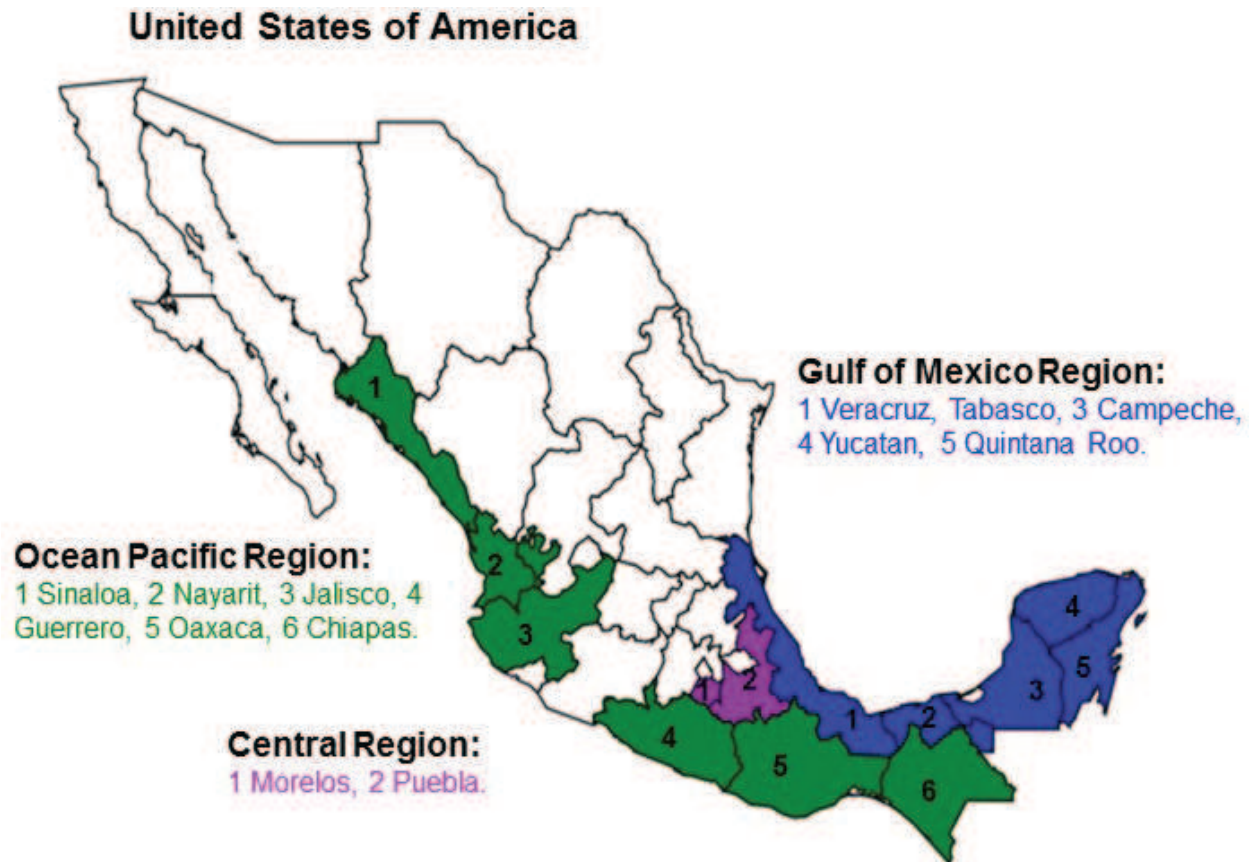 United States of America
1
Gulf of Mexico Region:
1 Veracruz, Tabasco, 3 Campeche,
4 Yucatan, 5 Quintana Roo.
Ocean Pacific Region:
1 Sinaloa, 2 Nayarit, 3 Jalisco, 4
Guerrero, 5 Oaxaca, 6 Chiapas.
2
3
4
5
3
1
2
1
2
4
5
6
Central Region:
1 Morelos, 2 Puebla.